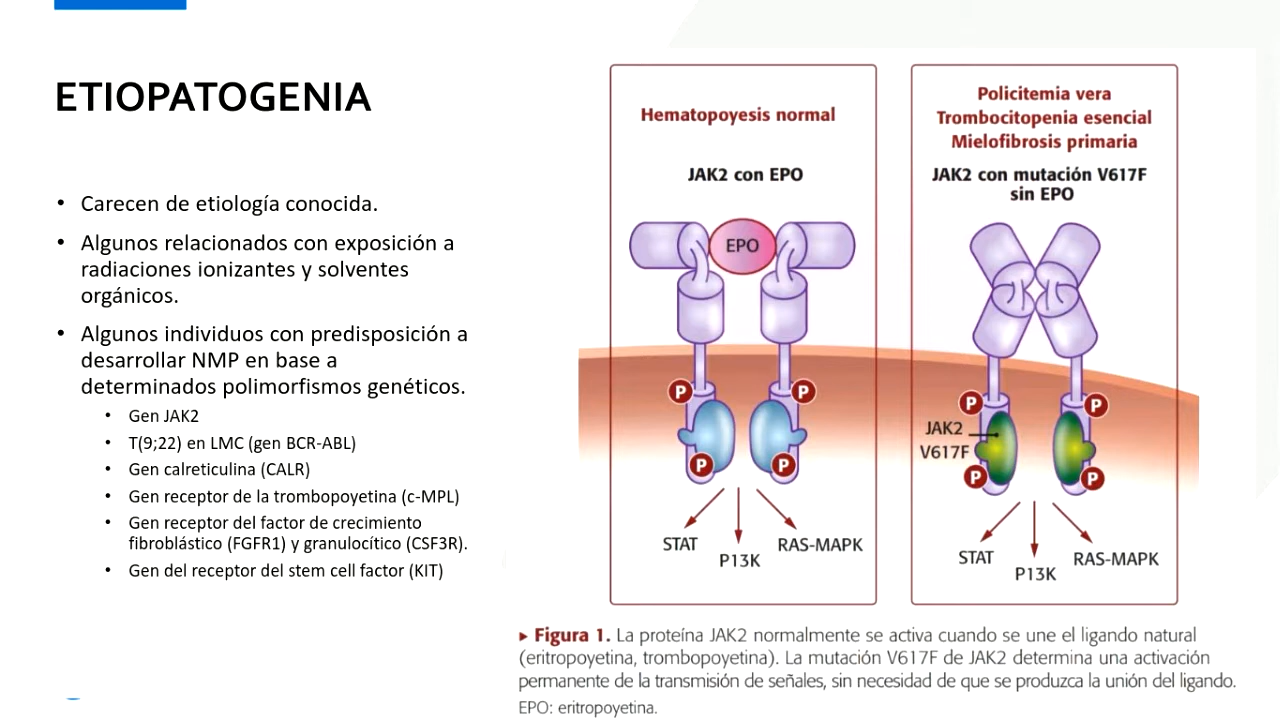 ETIOPATOGENIA
• Carecen de etiología conocida.
• Algunos relacionados con exposición a
radiaciones ionizantes y solventes
orgánicos.
• Algunos individuos con predisposición a
desarrollar NMP en base a
determinados polimorfismos genéticos.
• Gen JAK2
• T(9;22) en LMC (gen BCR-ABL)
• Gen calreticulina (CALR)
• Gen receptor de la trombopoyetina (c-MPL)
• Gen receptor del factor de crecimiento
fibroblástico (FGFR1) y granulocítico (CSF3R).
• Gen del receptor del stem cell factor (KIT)
Hematopoyesis normal
JAK2 con EPO
EPO
P
P
P
P
STAT
P13K
RAS-MAPK
Policitemia vera
Trombocitopenia esencial
Mielofibrosis primaria
JAK2 con mutación V617F
sin EPO
P
P
JAK2
V617F
P
P
STAT
P13K
RAS-MAPK
▸ Figura 1. La proteína JAK2 normalmente se activa cuando se une el ligando natural
(eritropoyetina, trombopoyetina). La mutación V617F de JAK2 determina una activación
permanente de la transmisión de señales, sin necesidad de que se produzca la unión del ligando.
EPO: eritropoyetina.